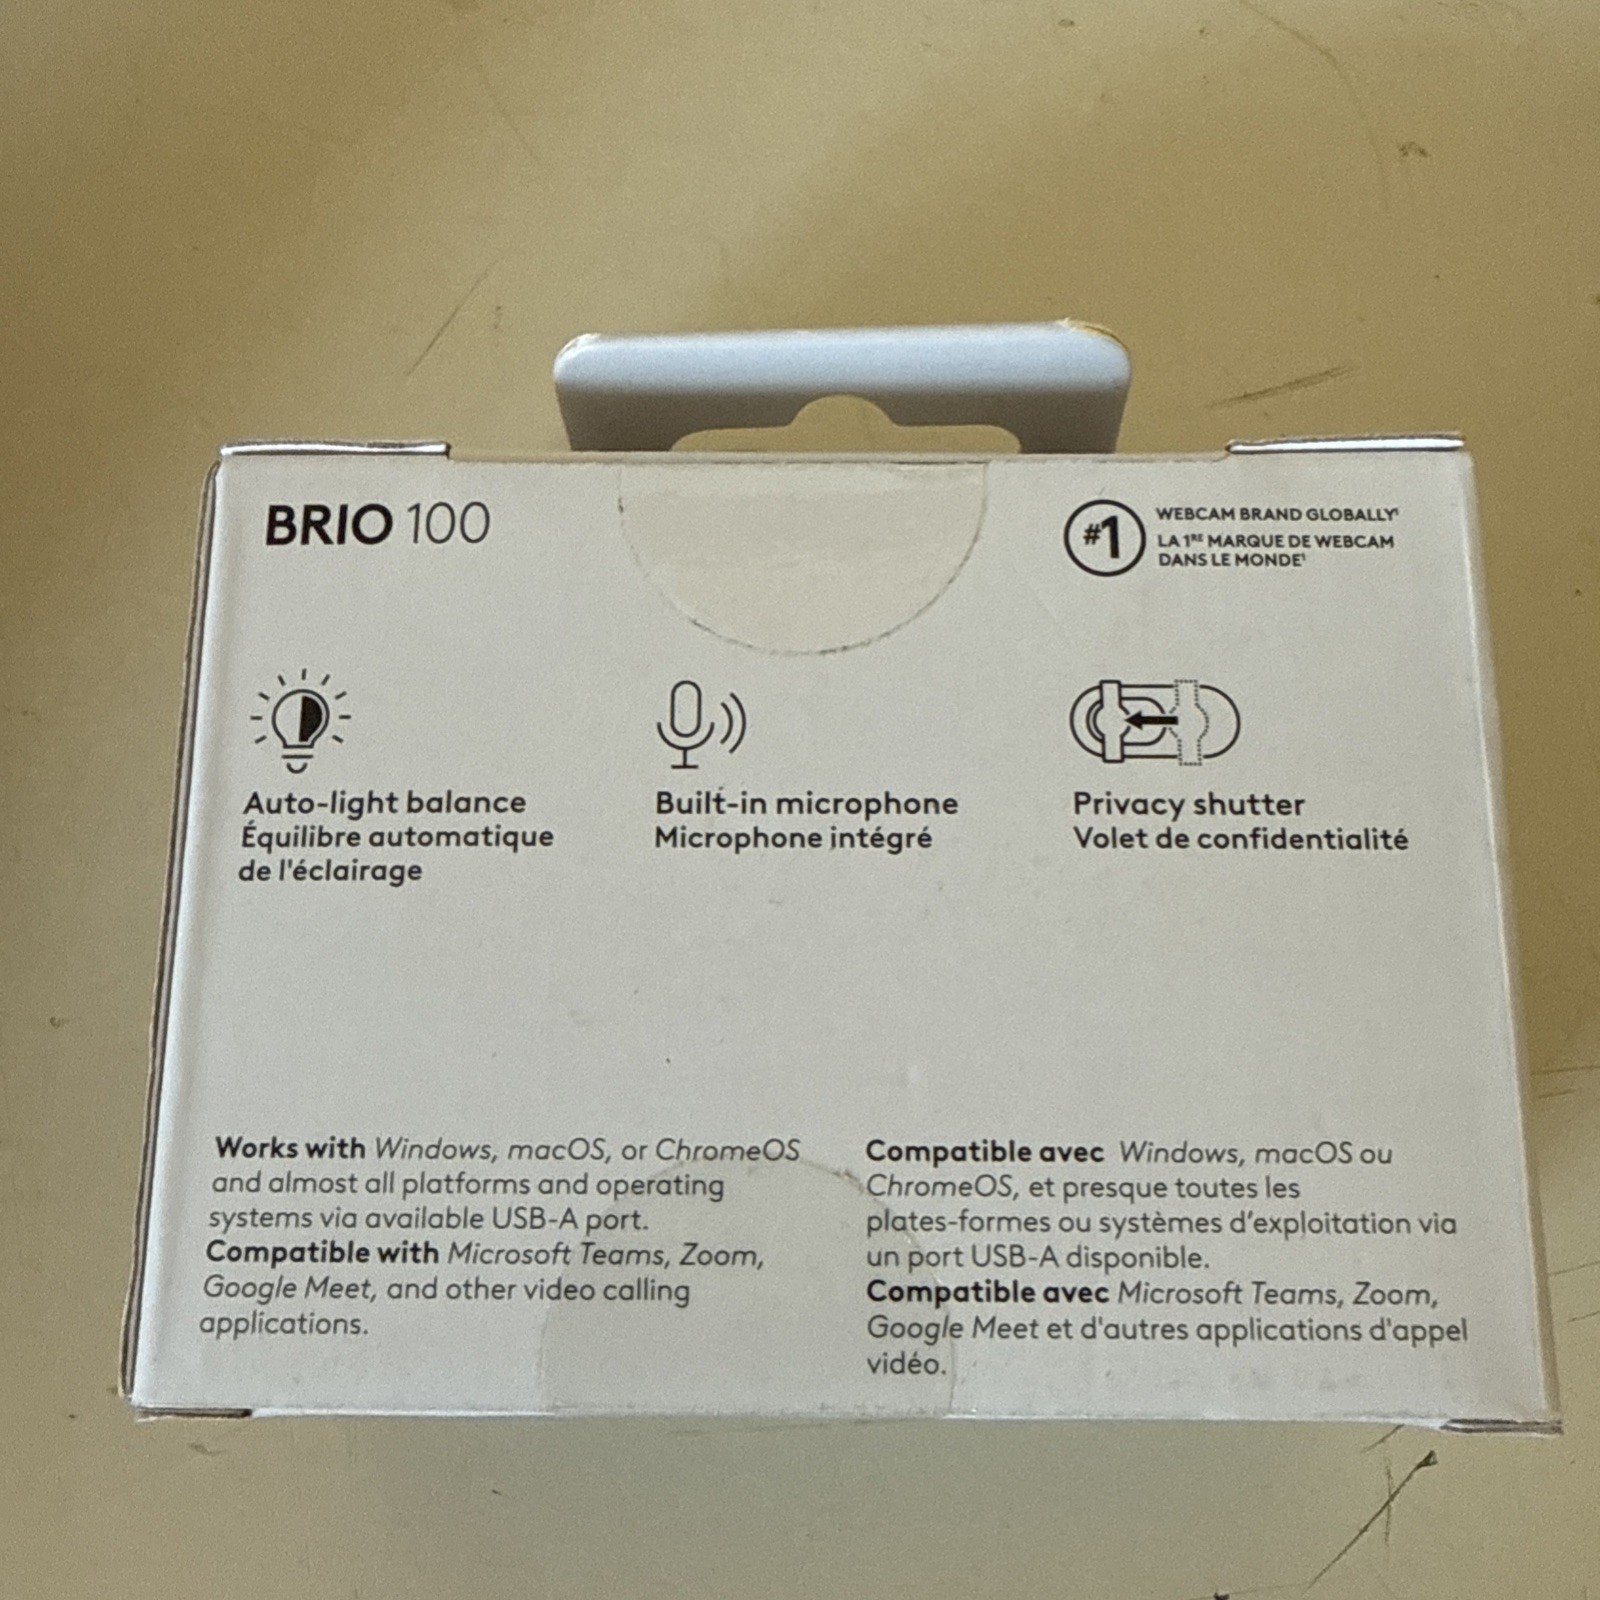 BRIO 100
#1
WEBCAM BRAND GLOBALLY¹
LA 1RE MARQUE DE WEBCAM
DANS LE MONDE¹
Auto-light balance
Équilibre automatique
de l'éclairage
Built-in microphone
Microphone intégré
Privacy shutter
Volet de confidentialité
Works with Windows, macOS, or ChromeOS
and almost all platforms and operating
systems via available USB-A port.
Compatible with Microsoft Teams, Zoom,
Google Meet, and other video calling
applications.
Compatible avec Windows, macOS ou
ChromeOS, et presque toutes les
plates-formes ou systèmes d'exploitation via
un port USB-A disponible.
Compatible avec Microsoft Teams, Zoom,
Google Meet et d'autres applications d'appel
vidéo.